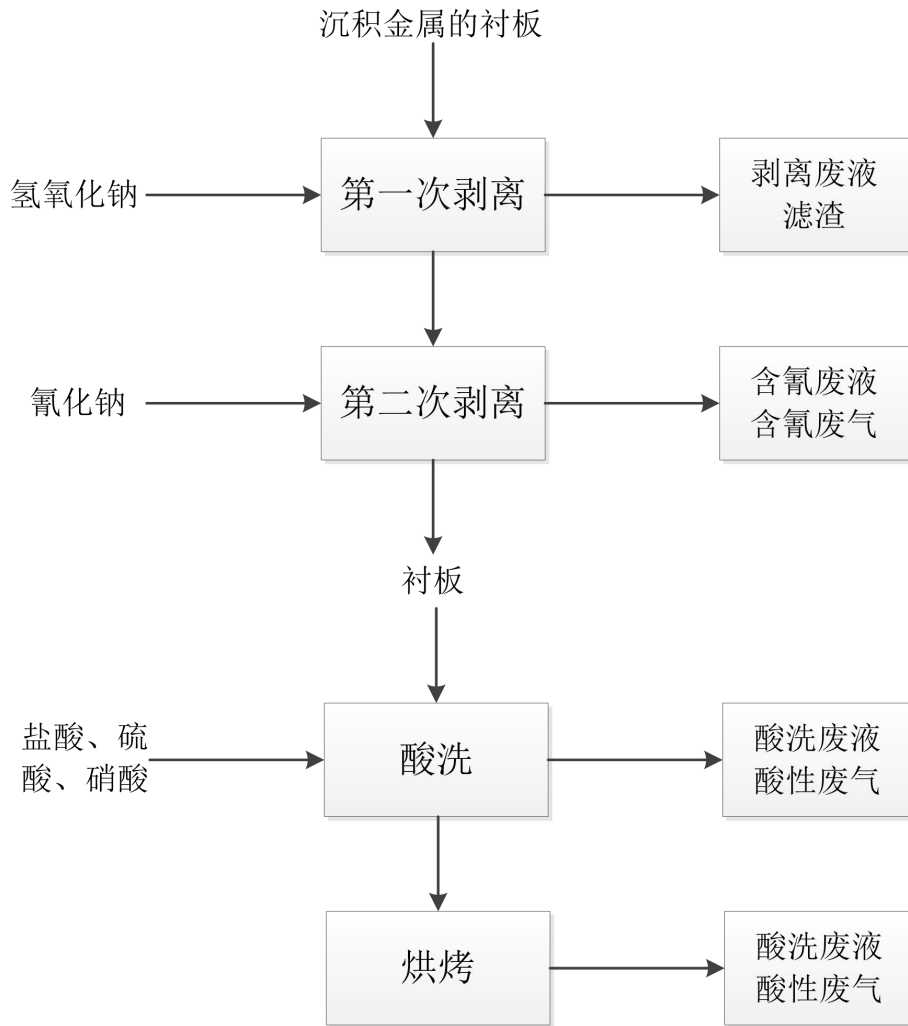 沉积金属的衬板
氢氧化钠
第一次剥离
剥离废液
滤渣
氰化钠
第二次剥离
含氰废液
含氰废气
衬板
盐酸、硫
酸、硝酸
酸洗
酸洗废液
酸性废气
烘烤
酸洗废液
酸性废气